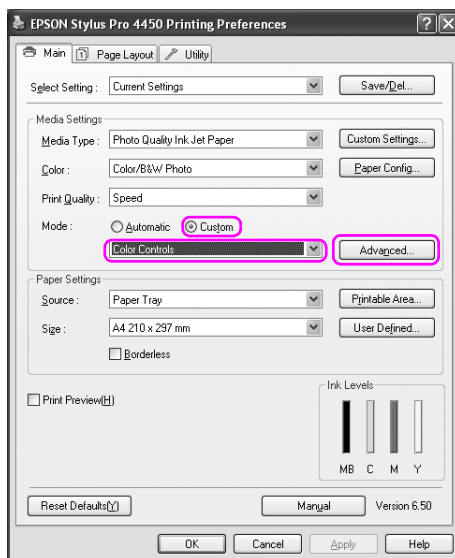 EPSON Stylus Pro 4450 Printing Preferences
Main Page Layout Utility
Select Setting : Current Settings Save/Del...
Media Settings
Media Type : Photo Quality Ink Jet Paper Custom Settings...
Color : Color/B&W Photo Paper Config...
Print Quality : Speed
Mode : Automatic Custom
Color Controls Advanced...
Paper Settings
Source : Paper Tray Printable Area...
Size : A4 210 x 297 mm User Defined...
Borderless
Print Preview(H)
Ink Levels
MB C M Y
Reset Defaults(Y) Manual Version 6.50
OK Cancel Apply Help